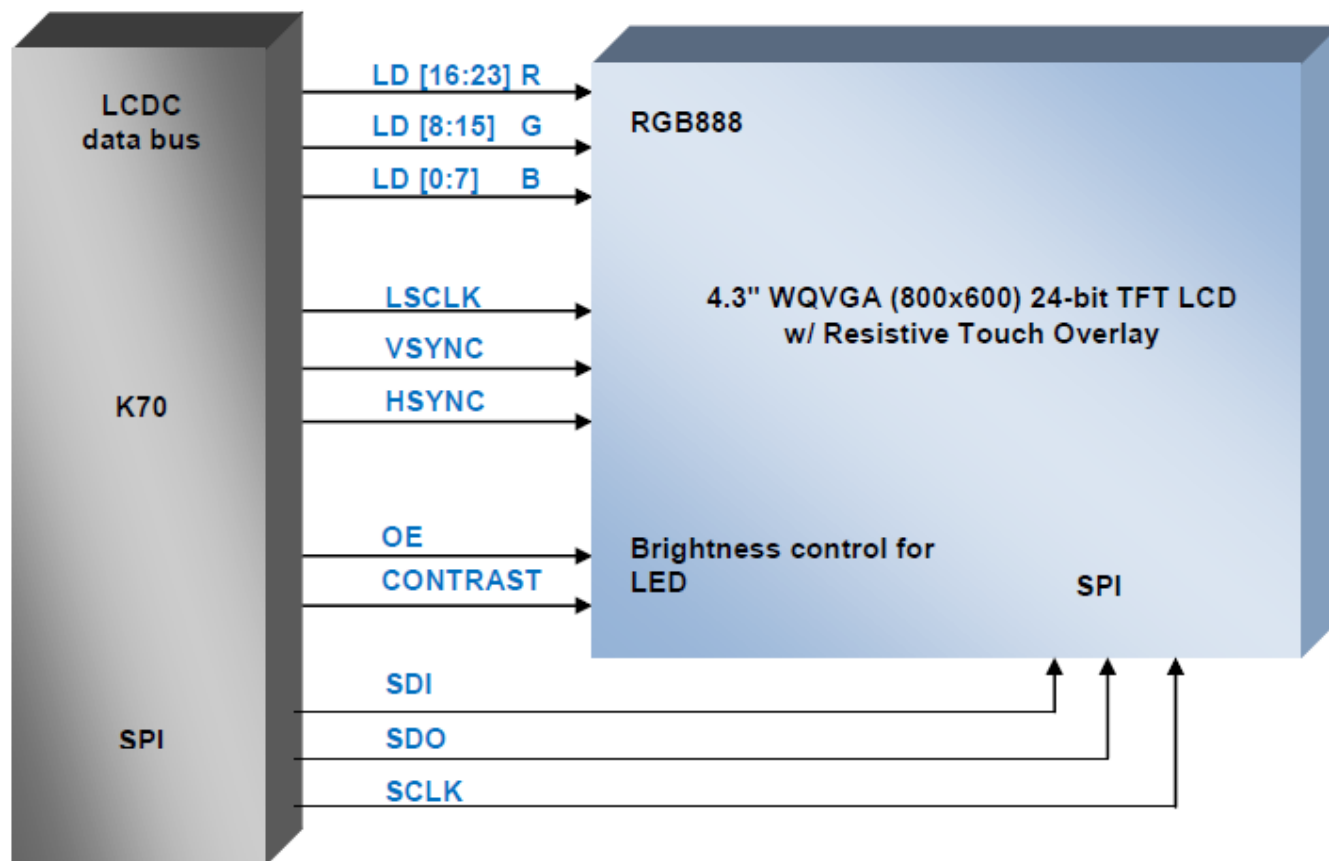 LCDC
data bus
K70
SPI
LD [16:23] R
LD [8:15] G
LD [0:7] B
LSCLK
VSYNC
HSYNC
OE
CONTRAST
SDI
SDO
SCLK
RGB888
4.3" WQVGA (800x600) 24-bit TFT LCD
w/ Resistive Touch Overlay
Brightness control for
LED
SPI